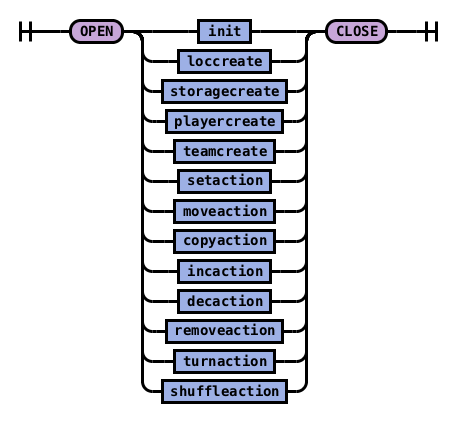 OPEN init CLOSE
loccreate
storagecreate
playercreate
teamcreate
setaction
moveaction
copyaction
incaction
decaction
removeaction
turnaction
shuffleaction